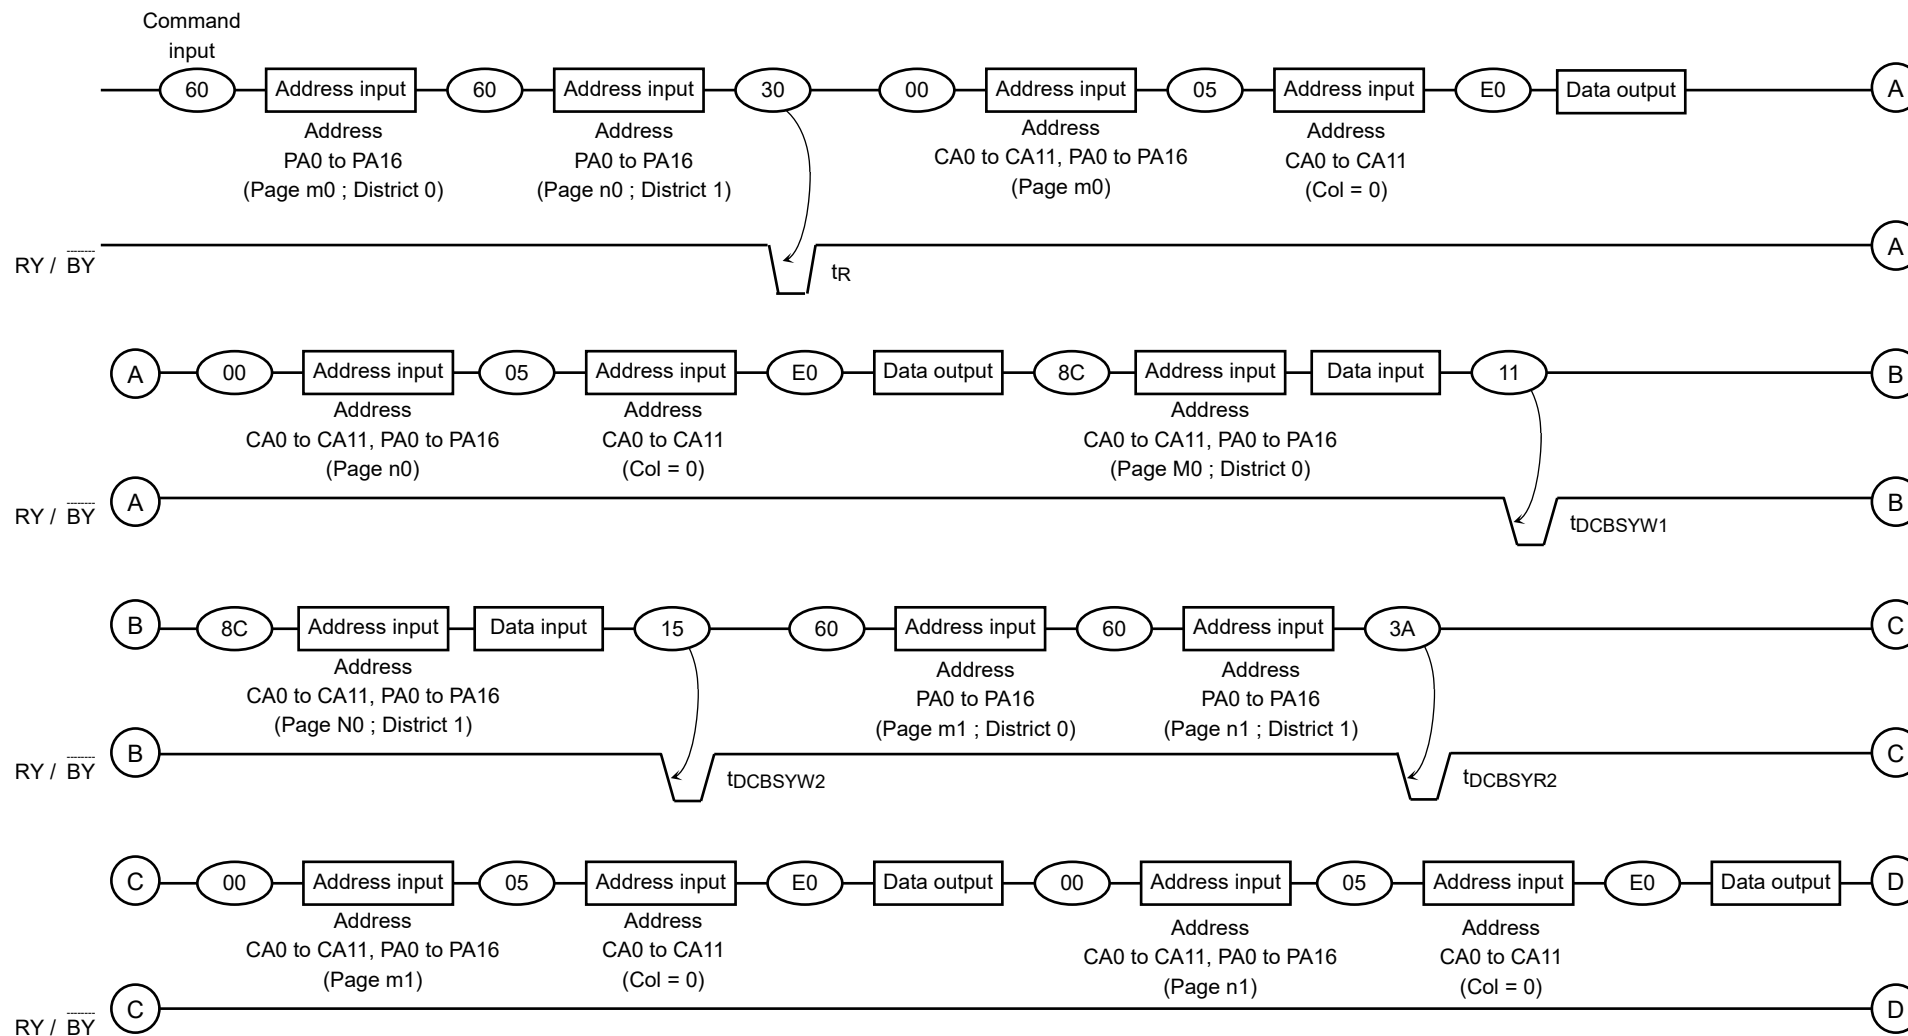 Command
input
60 Address input 60 Address input 30 00 Address input 05 Address input E0 Data output A
Address
PA0 to PA16
(Page m0 ; District 0)
Address
PA0 to PA16
(Page n0 ; District 1)
Address
CA0 to CA11, PA0 to PA16
(Page m0)
Address
CA0 to CA11
(Col = 0)
RY / BY tR A
A 00 Address input 05 Address input E0 Data output 8C Address input Data input 11 B
Address
CA0 to CA11, PA0 to PA16
(Page n0)
Address
CA0 to CA11
(Col = 0)
Address
CA0 to CA11, PA0 to PA16
(Page M0 ; District 0)
RY / BY A tDCBSYW1 B
B 8C Address input Data input 15 60 Address input 60 Address input 3A C
Address
CA0 to CA11, PA0 to PA16
(Page N0 ; District 1)
Address
PA0 to PA16
(Page m1 ; District 0)
Address
PA0 to PA16
(Page n1 ; District 1)
RY / BY B tDCBSYW2 tDCBSYR2 C
C 00 Address input 05 Address input E0 Data output 00 Address input 05 Address input E0 Data output D
Address
CA0 to CA11, PA0 to PA16
(Page m1)
Address
CA0 to CA11
(Col = 0)
Address
CA0 to CA11, PA0 to PA16
(Page n1)
Address
CA0 to CA11
(Col = 0)
RY / BY C D